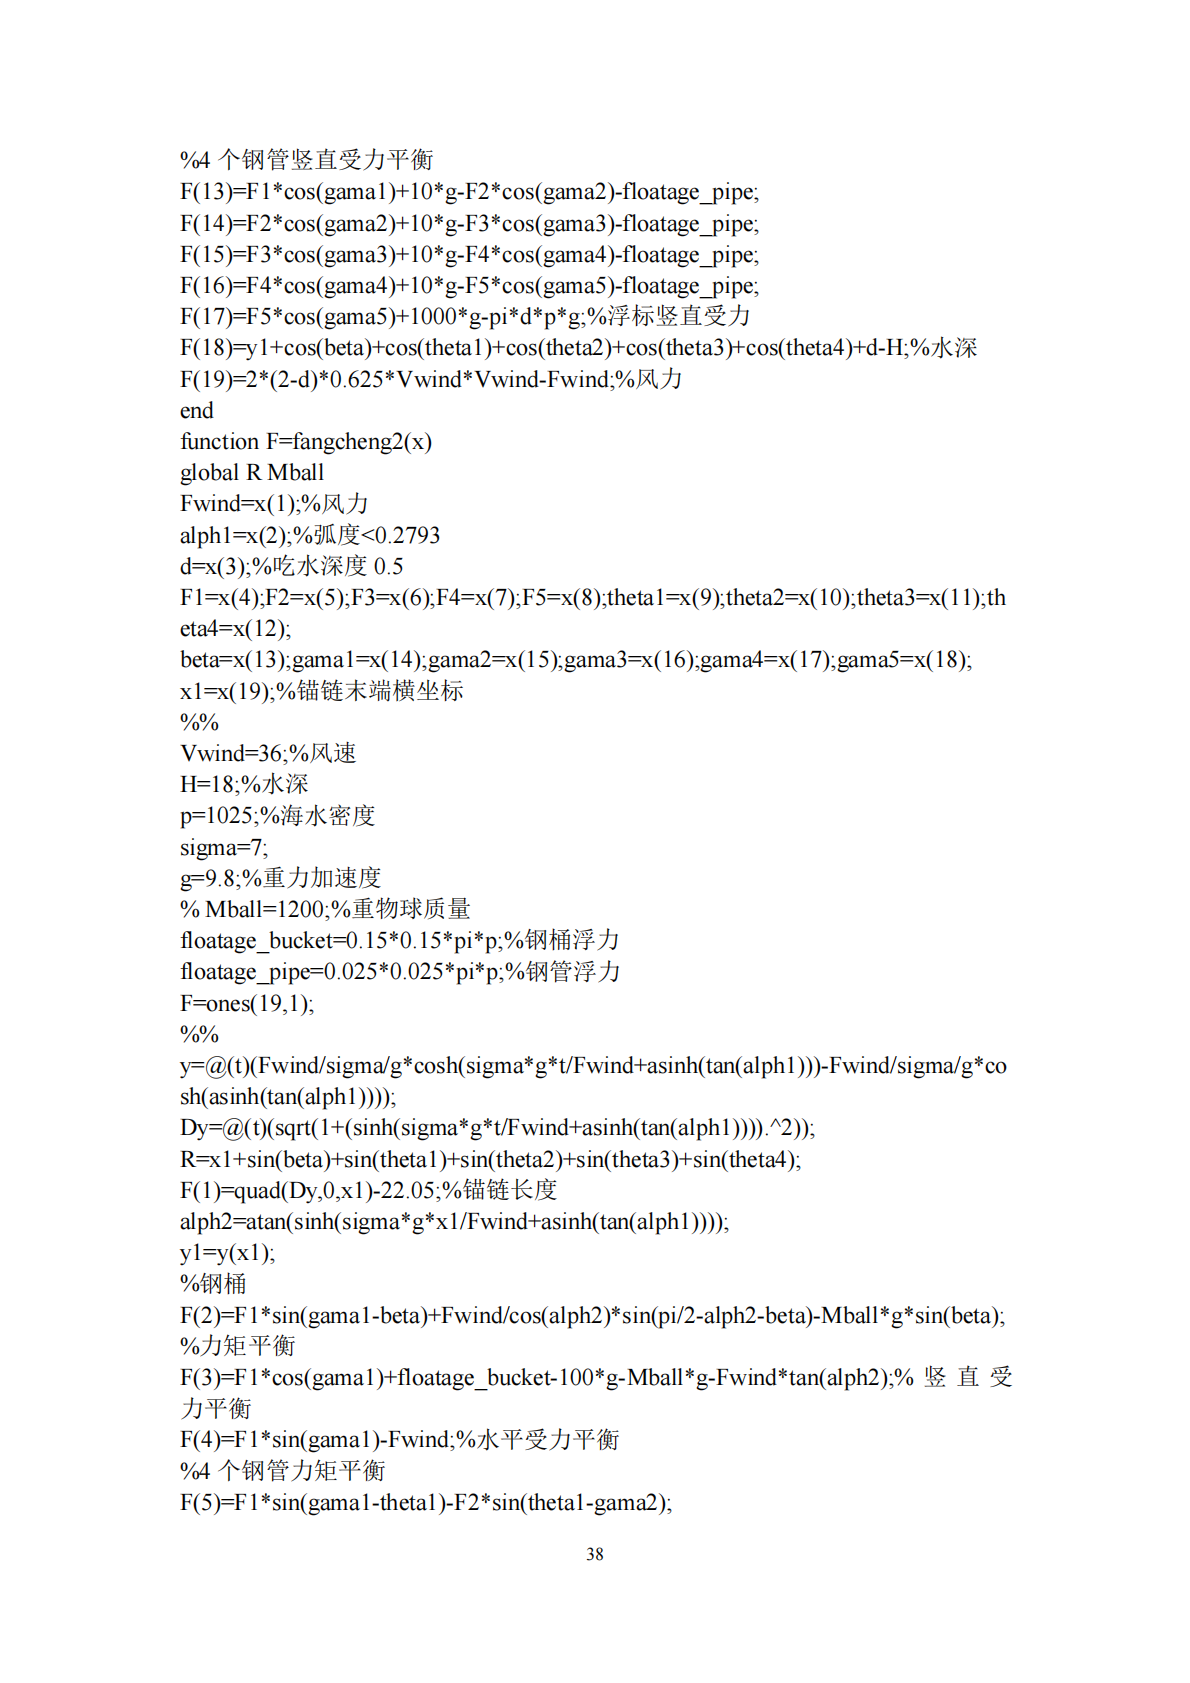 %4 个钢管竖直受力平衡
F(13)=F1*cos(gama1)+10*g-F2*cos(gama2)-floatage_pipe;
F(14)=F2*cos(gama2)+10*g-F3*cos(gama3)-floatage_pipe;
F(15)=F3*cos(gama3)+10*g-F4*cos(gama4)-floatage_pipe;
F(16)=F4*cos(gama4)+10*g-F5*cos(gama5)-floatage_pipe;
F(17)=F5*cos(gama5)+1000*g-pi*d*p*g;%浮标竖直受力
F(18)=y1+cos(beta)+cos(theta1)+cos(theta2)+cos(theta3)+cos(theta4)+d-H;%水深
F(19)=2*(2-d)*0.625*Vwind*Vwind-Fwind;%风力
end
function F=fangcheng2(x)
global R Mball
Fwind=x(1);%风力
alph1=x(2);%弧度<0.2793
d=x(3);%吃水深度 0.5
F1=x(4);F2=x(5);F3=x(6);F4=x(7);F5=x(8);theta1=x(9);theta2=x(10);theta3=x(11);th
eta4=x(12);
beta=x(13);gama1=x(14);gama2=x(15);gama3=x(16);gama4=x(17);gama5=x(18);
x1=x(19);%锚链末端横坐标
%%
Vwind=36;%风速
H=18;%水深
p=1025;%海水密度
sigma=7;
g=9.8;%重力加速度
% Mball=1200;%重物球质量
floatage_bucket=0.15*0.15*pi*p;%钢桶浮力
floatage_pipe=0.025*0.025*pi*p;%钢管浮力
F=ones(19,1);
%%
y=@(t)(Fwind/sigma/g*cosh(sigma*g*t/Fwind+asinh(tan(alph1)))-Fwind/sigma/g*co
sh(asinh(tan(alph1))));
Dy=@(t)(sqrt(1+(sinh(sigma*g*t/Fwind+asinh(tan(alph1)))).^2));
R=x1+sin(beta)+sin(theta1)+sin(theta2)+sin(theta3)+sin(theta4);
F(1)=quad(Dy,0,x1)-22.05;%锚链长度
alph2=atan(sinh(sigma*g*x1/Fwind+asinh(tan(alph1))));
y1=y(x1);
%钢桶
F(2)=F1*sin(gama1-beta)+Fwind/cos(alph2)*sin(pi/2-alph2-beta)-Mball*g*sin(beta);
%力矩平衡
F(3)=F1*cos(gama1)+floatage_bucket-100*g-Mball*g-Fwind*tan(alph2);% 竖 直 受
力平衡
F(4)=F1*sin(gama1)-Fwind;%水平受力平衡
%4 个钢管力矩平衡
F(5)=F1*sin(gama1-theta1)-F2*sin(theta1-gama2);
38